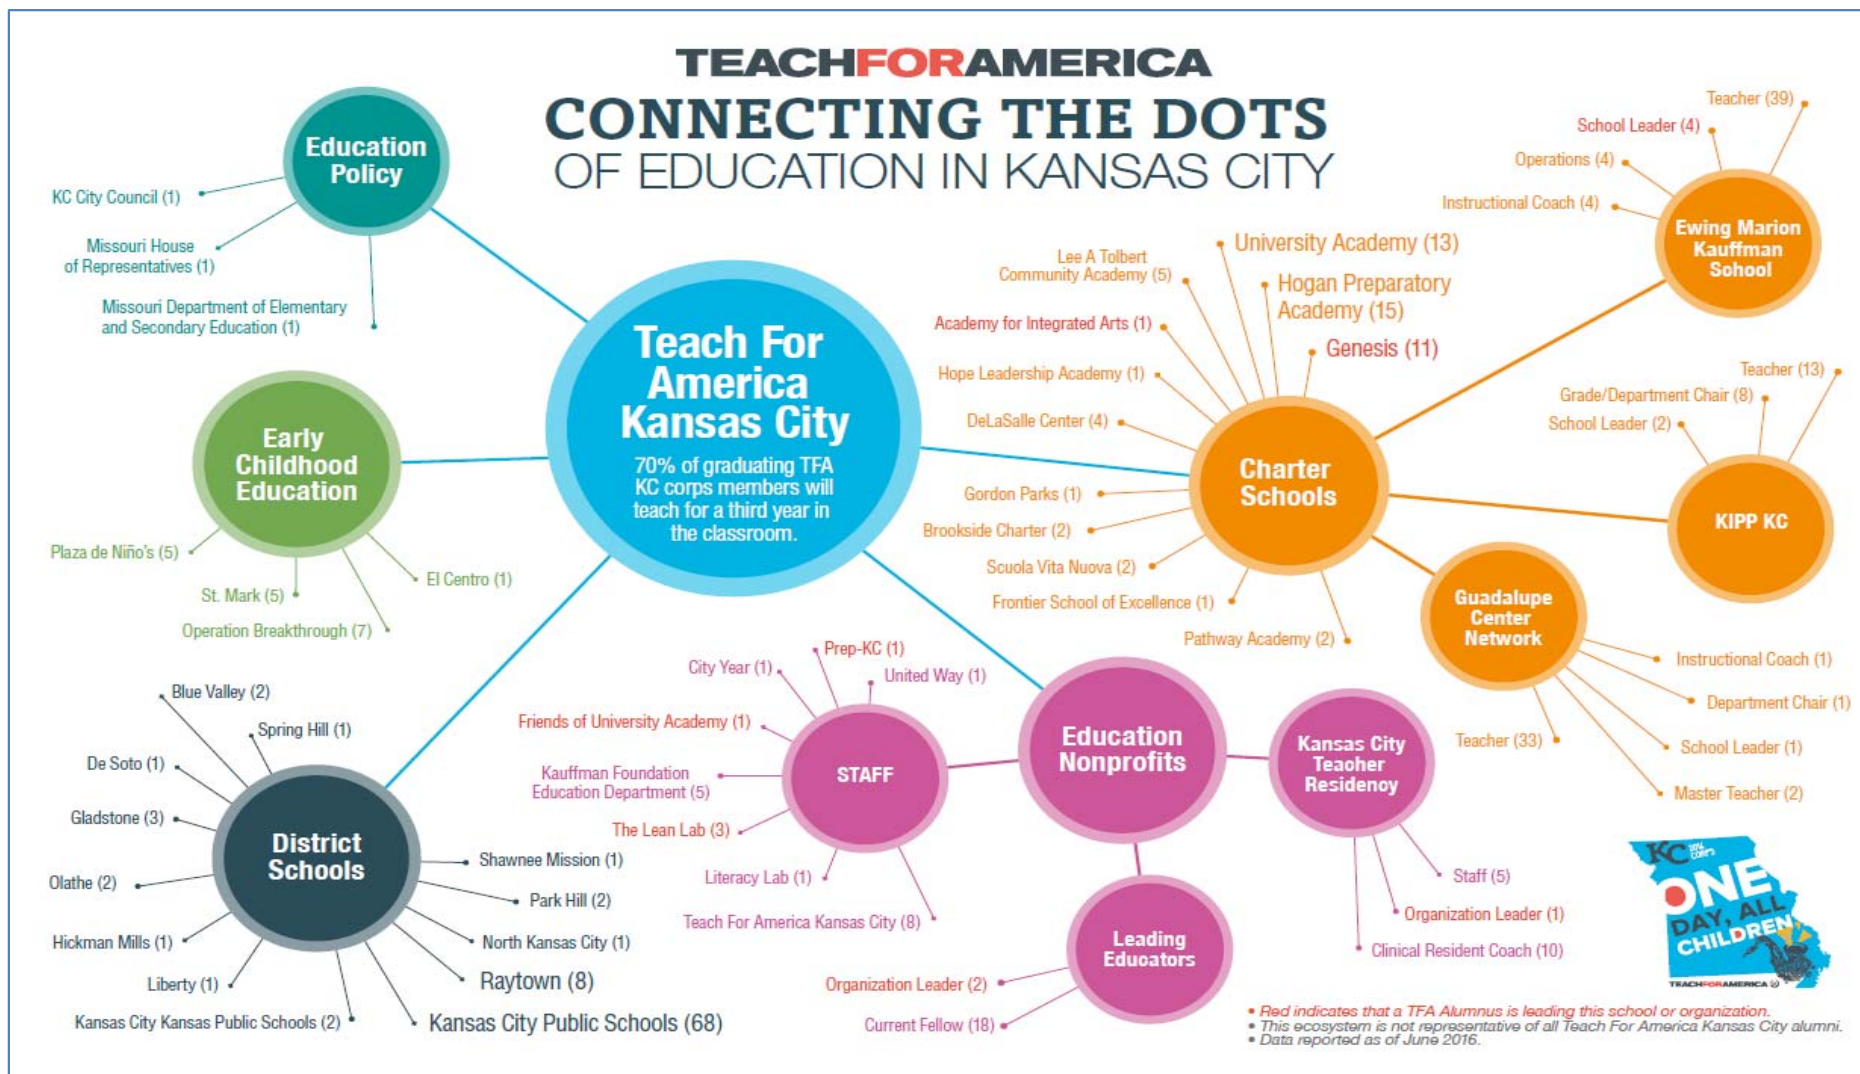 TEACHFORAMERICA
CONNECTING THE DOTS
OF EDUCATION IN KANSAS CITY
Education
Policy
KC City Council (1)
Missouri House
of Representatives (1)
Missouri Department of Elementary
and Secondary Education (1)
Teach For
America
Kansas City
70% of graduating TFA
KC corps members will
teach for a third year in
the classroom.
Early
Childhood
Education
Plaza de Niño's (5)
St. Mark (5)
Operation Breakthrough (7)
El Centro (1)
District
Schools
Blue Valley (2)
Spring Hill (1)
De Soto (1)
Gladstone (3)
Olathe (2)
Hickman Mills (1)
Liberty (1)
Kansas City Kansas Public Schools (2)
Kansas City Public Schools (68)
Raytown (8)
North Kansas City (1)
Park Hill (2)
Shawnee Mission (1)
Charter
Schools
University Academy (13)
Lee A Tolbert
Community Academy (5)
Hogan Preparatory
Academy (15)
Academy for Integrated Arts (1)
Genesis (11)
Hope Leadership Academy (1)
DeLaSalle Center (4)
Gordon Parks (1)
Brookside Charter (2)
Scuola Vita Nuova (2)
Frontier School of Excellence (1)
Pathway Academy (2)
Ewing Marion
Kauffman
School
Teacher (39)
School Leader (4)
Operations (4)
Instructional Coach (4)
KIPP KC
Teacher (13)
Grade/Department Chair (8)
School Leader (2)
Guadalupe
Center
Network
Instructional Coach (1)
Department Chair (1)
School Leader (1)
Master Teacher (2)
Teacher (33)
Education
Nonprofits
STAFF
City Year (1)
Prep-KC (1)
United Way (1)
Friends of University Academy (1)
Kauffman Foundation
Education Department (5)
The Lean Lab (3)
Literacy Lab (1)
Teach For America Kansas City (8)
Kansas City
Teacher
Residency
Staff (5)
Organization Leader (1)
Clinical Resident Coach (10)
Leading
Educators
Organization Leader (2)
Current Fellow (18)
KC
corps
ONE
DAY, ALL
CHILDREN
TEACHFORAMERICA
• Red indicates that a TFA Alumnus is leading this school or organization.
• This ecosystem is not representative of all Teach For America Kansas City alumni.
• Data reported as of June 2016.